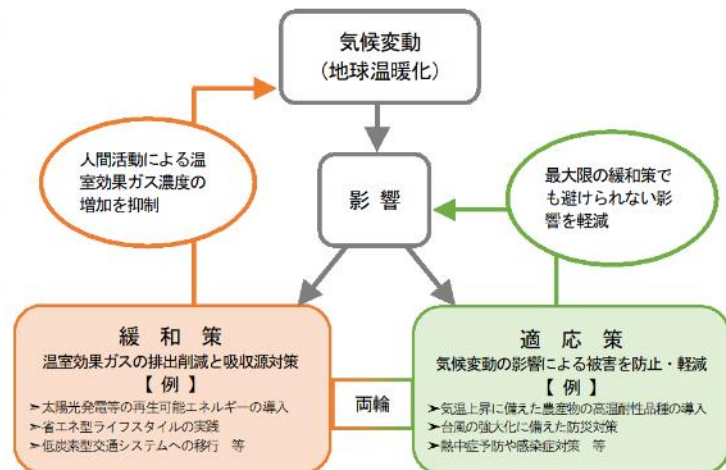 気候変動
（地球温暖化）
人間活動による温
室効果ガス濃度の
増加を抑制
影 響
最大限の緩和策で
も避けられない影
響を軽減
緩 和 策
温室効果ガスの排出削減と吸収源対策
【 例 】
➢太陽光発電等の再生可能エネルギーの導入
➢省エネ型ライフスタイルの実践
➢低炭素型交通システムへの移行 等
両輪
適 応 策
気候変動の影響による被害を防止・軽減
【 例 】
➢気温上昇に備えた農産物の高温耐性品種の導入
➢台風の強大化に備えた防災対策
➢熱中症予防や感染症対策 等